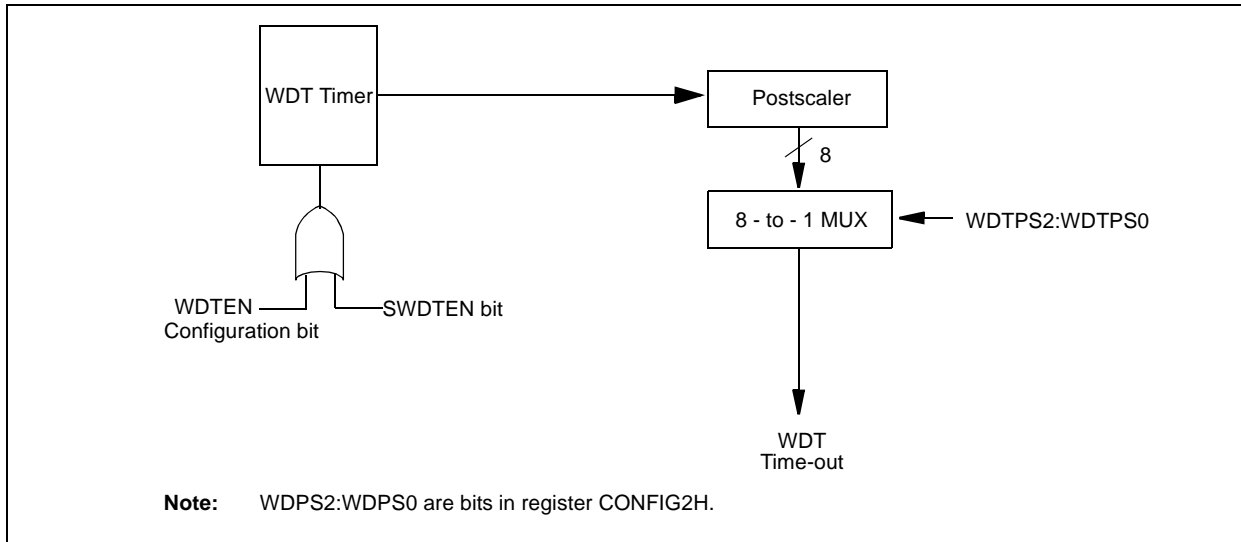 WDT Timer
Postscaler
8
8 - to - 1 MUX
WDTPS2:WDTPS0
WDTEN
Configuration bit
SWDTEN bit
WDT
Time-out
Note: WDPS2:WDPS0 are bits in register CONFIG2H.